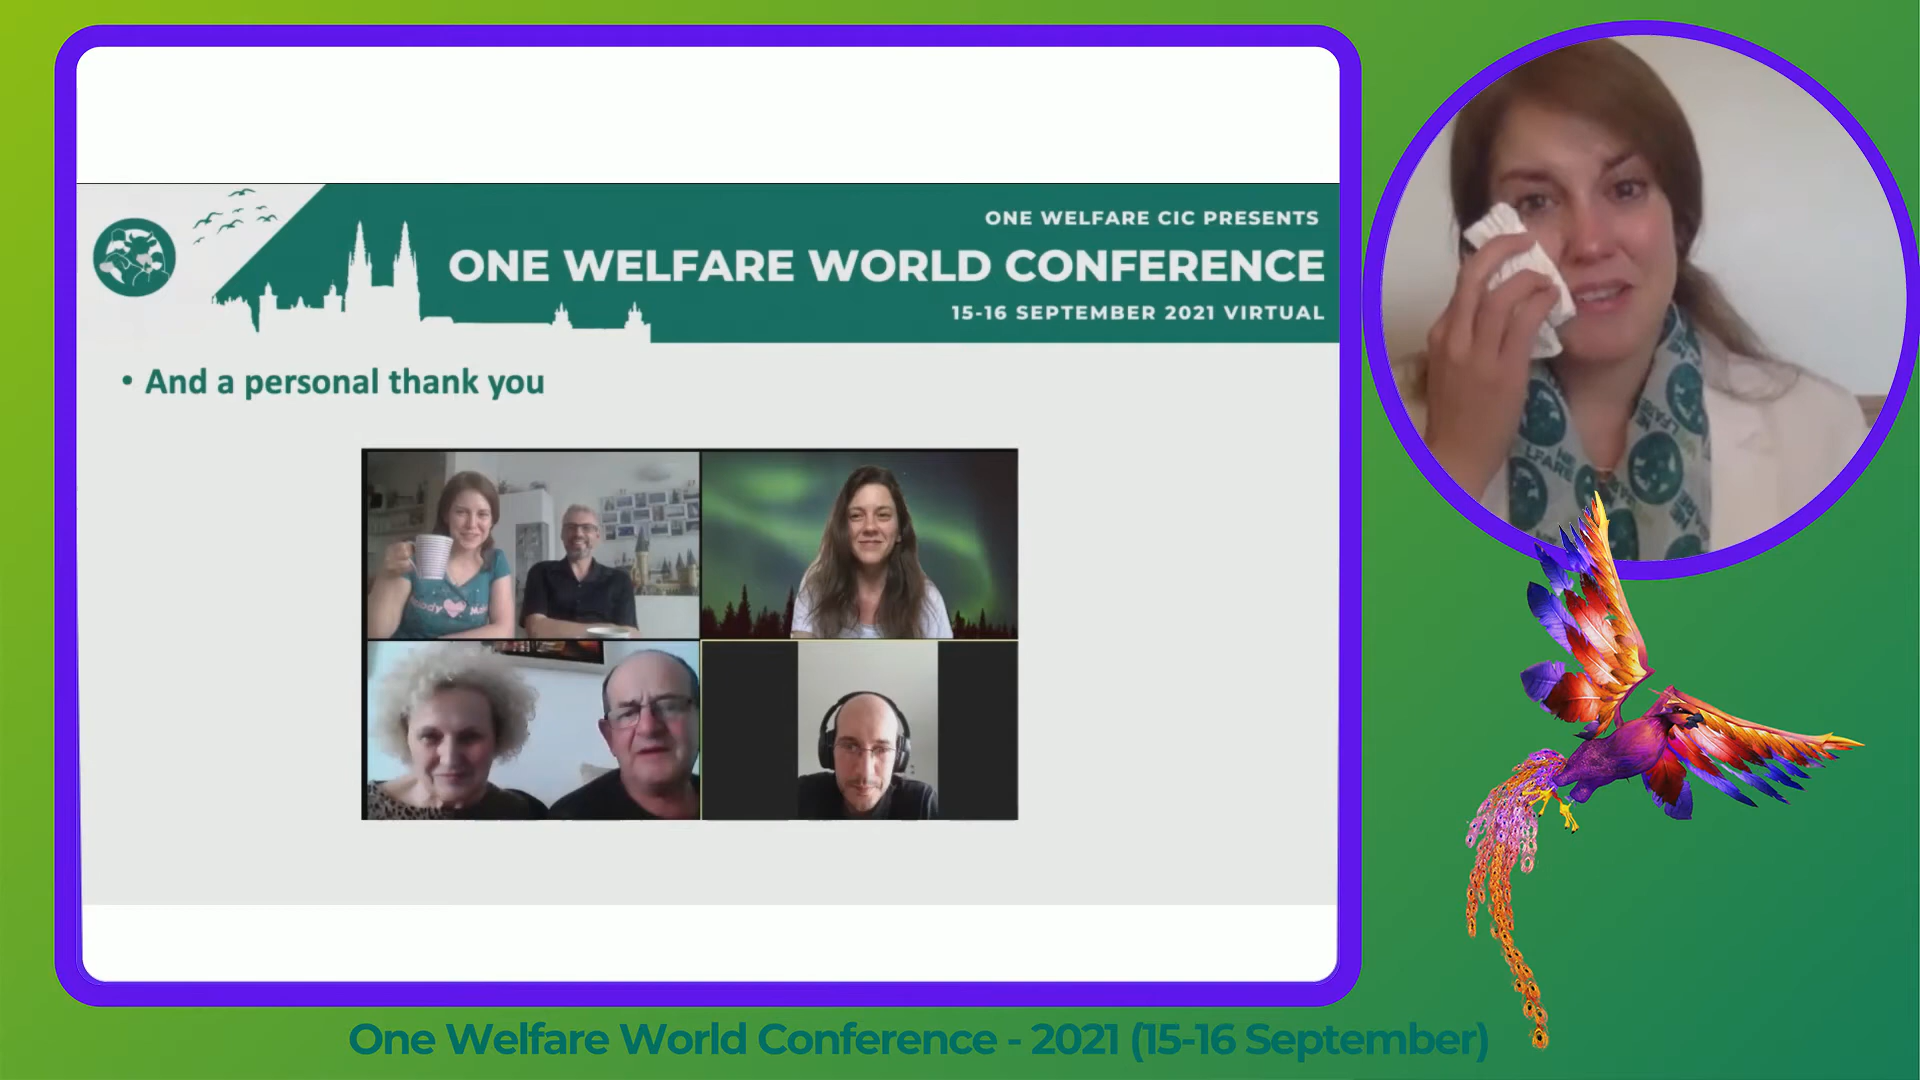 ONE WELFARE CIC PRESENTS
ONE WELFARE WORLD CONFERENCE
15-16 SEPTEMBER 2021 VIRTUAL
• And a personal thank you
One Welfare World Conference - 2021 (15-16 September)